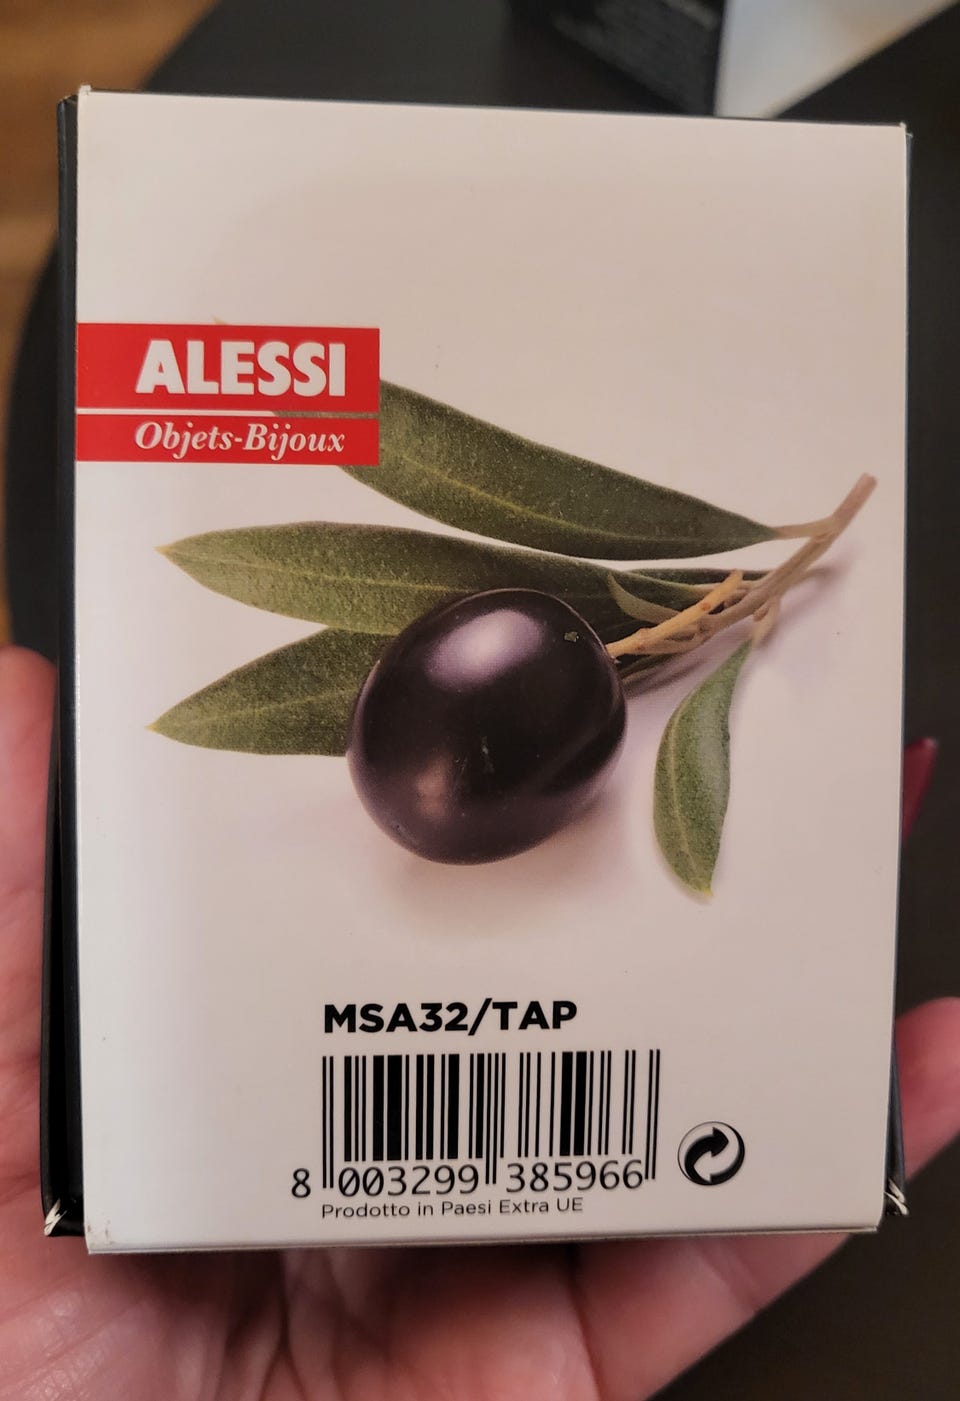 ALESSI
Objets-Bijoux
MSA32/TAP
8 003299 385966
Prodotto in Paesi Extra UE